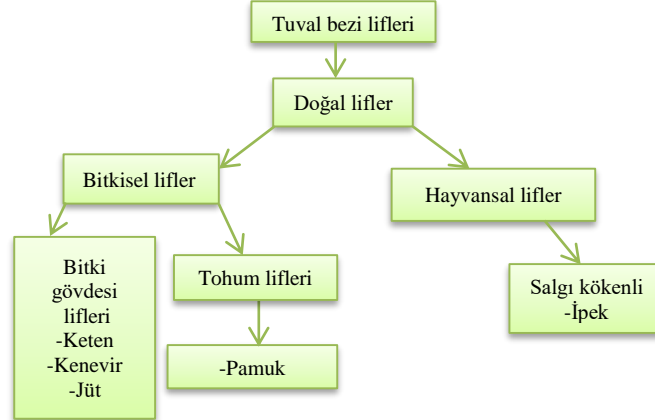 Tuval bezi lifleri
Doğal lifler
Bitkisel lifler
Hayvansal lifler
Bitki
gövdesi
lifleri
-Keten
-Kenevir
-Jüt
Tohum lifleri
-Pamuk
Salgı kökenli
-İpek